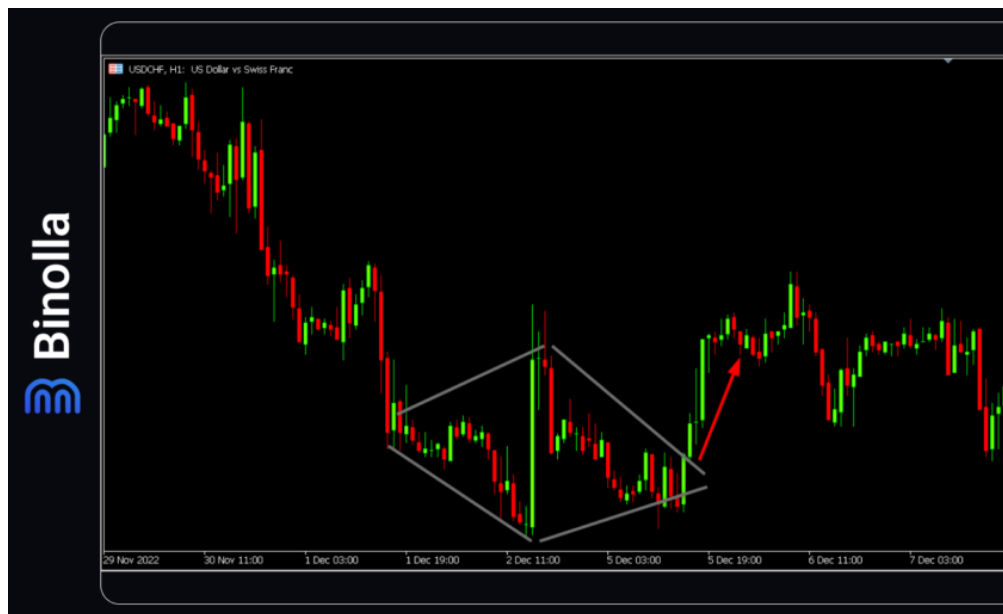 Binolla
USDCHF, H1: US Dollar vs Swiss Franc
29 Nov 2022
30 Nov 11:00
1 Dec 03:00
1 Dec 19:00
2 Dec 11:00
5 Dec 03:00
5 Dec 19:00
6 Dec 11:00
7 Dec 03:00